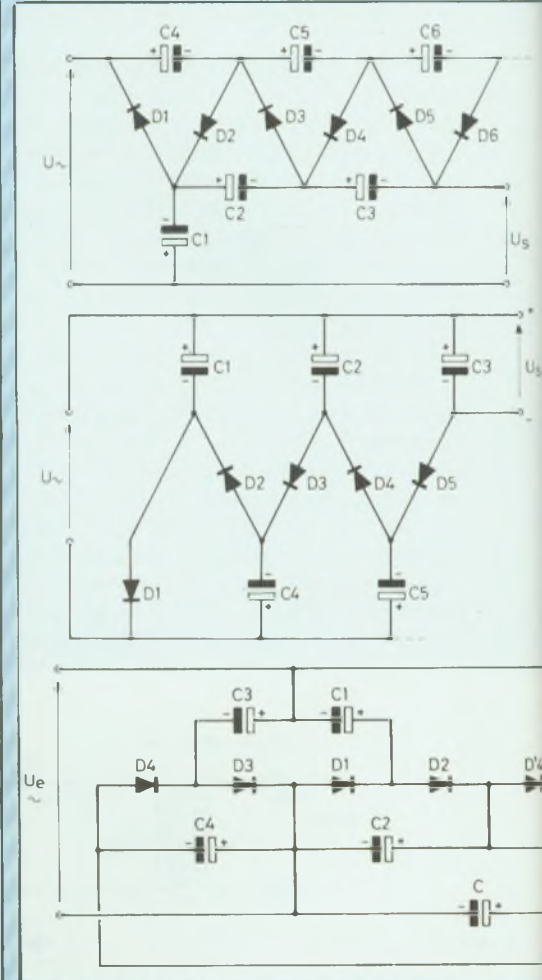 C4 C5 C6
+ - + - + -
D1 D2 D3 D4 D5 D6
U~
+ - + -
C2 C3
- C1 +
US
+
+ C1 - + C2 - + C3 -
US
-
U~
D2 D3 D4 D5
D1
- C4 + - C5 +
C3 C1
- + - +
Ue ~
D4 D3 D1 D2 D'4
C4 C2
- + - +
C
- +